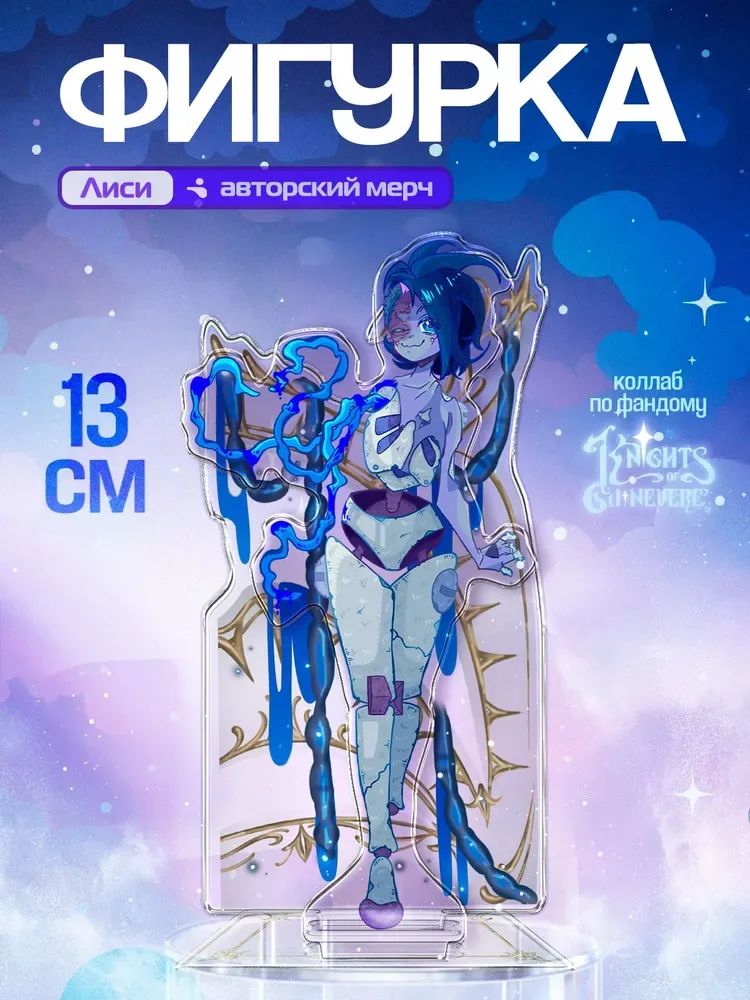 ФИГУРКА
Лиси авторский мерч
13
СМ
коллаб
по фандому
KNIGHTS
OF
GUINEVERE